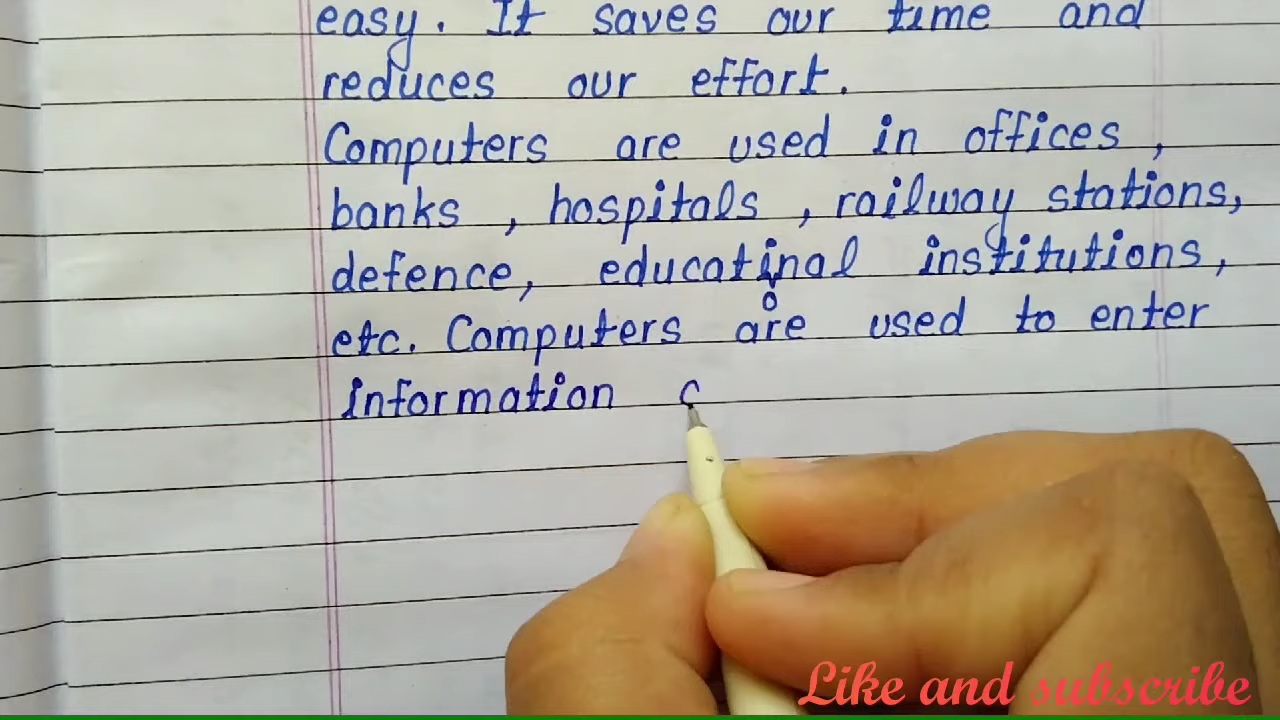 easy. It saves our time and
reduces our effort.
Computers are used in offices,
banks, hospitals, railway stations,
defence, educatinal institutions,
o
etc. Computers are used to enter
information
Like and subscribe